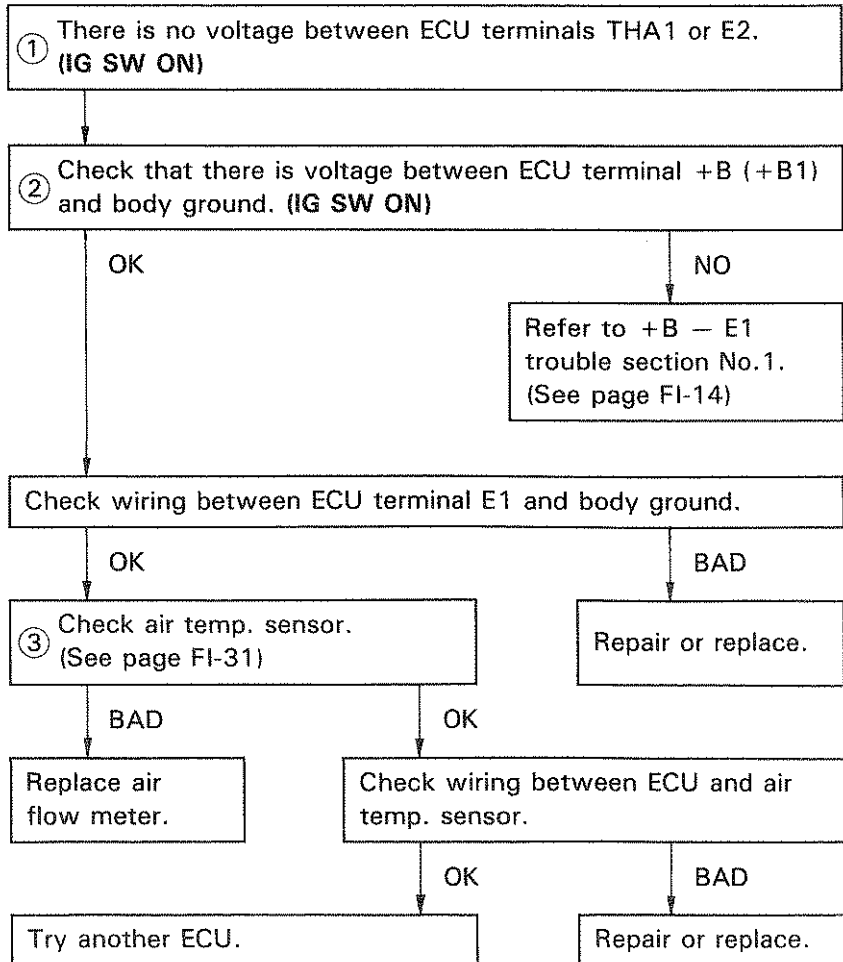 ① There is no voltage between ECU terminals THA1 or E2.
(IG SW ON)
② Check that there is voltage between ECU terminal +B (+B1)
and body ground. (IG SW ON)
OK
NO
Refer to +B — E1
trouble section No.1.
(See page FI-14)
Check wiring between ECU terminal E1 and body ground.
OK
BAD
③ Check air temp. sensor.
(See page FI-31)
Repair or replace.
BAD
OK
Replace air
flow meter.
Check wiring between ECU and air
temp. sensor.
OK
BAD
Try another ECU.
Repair or replace.